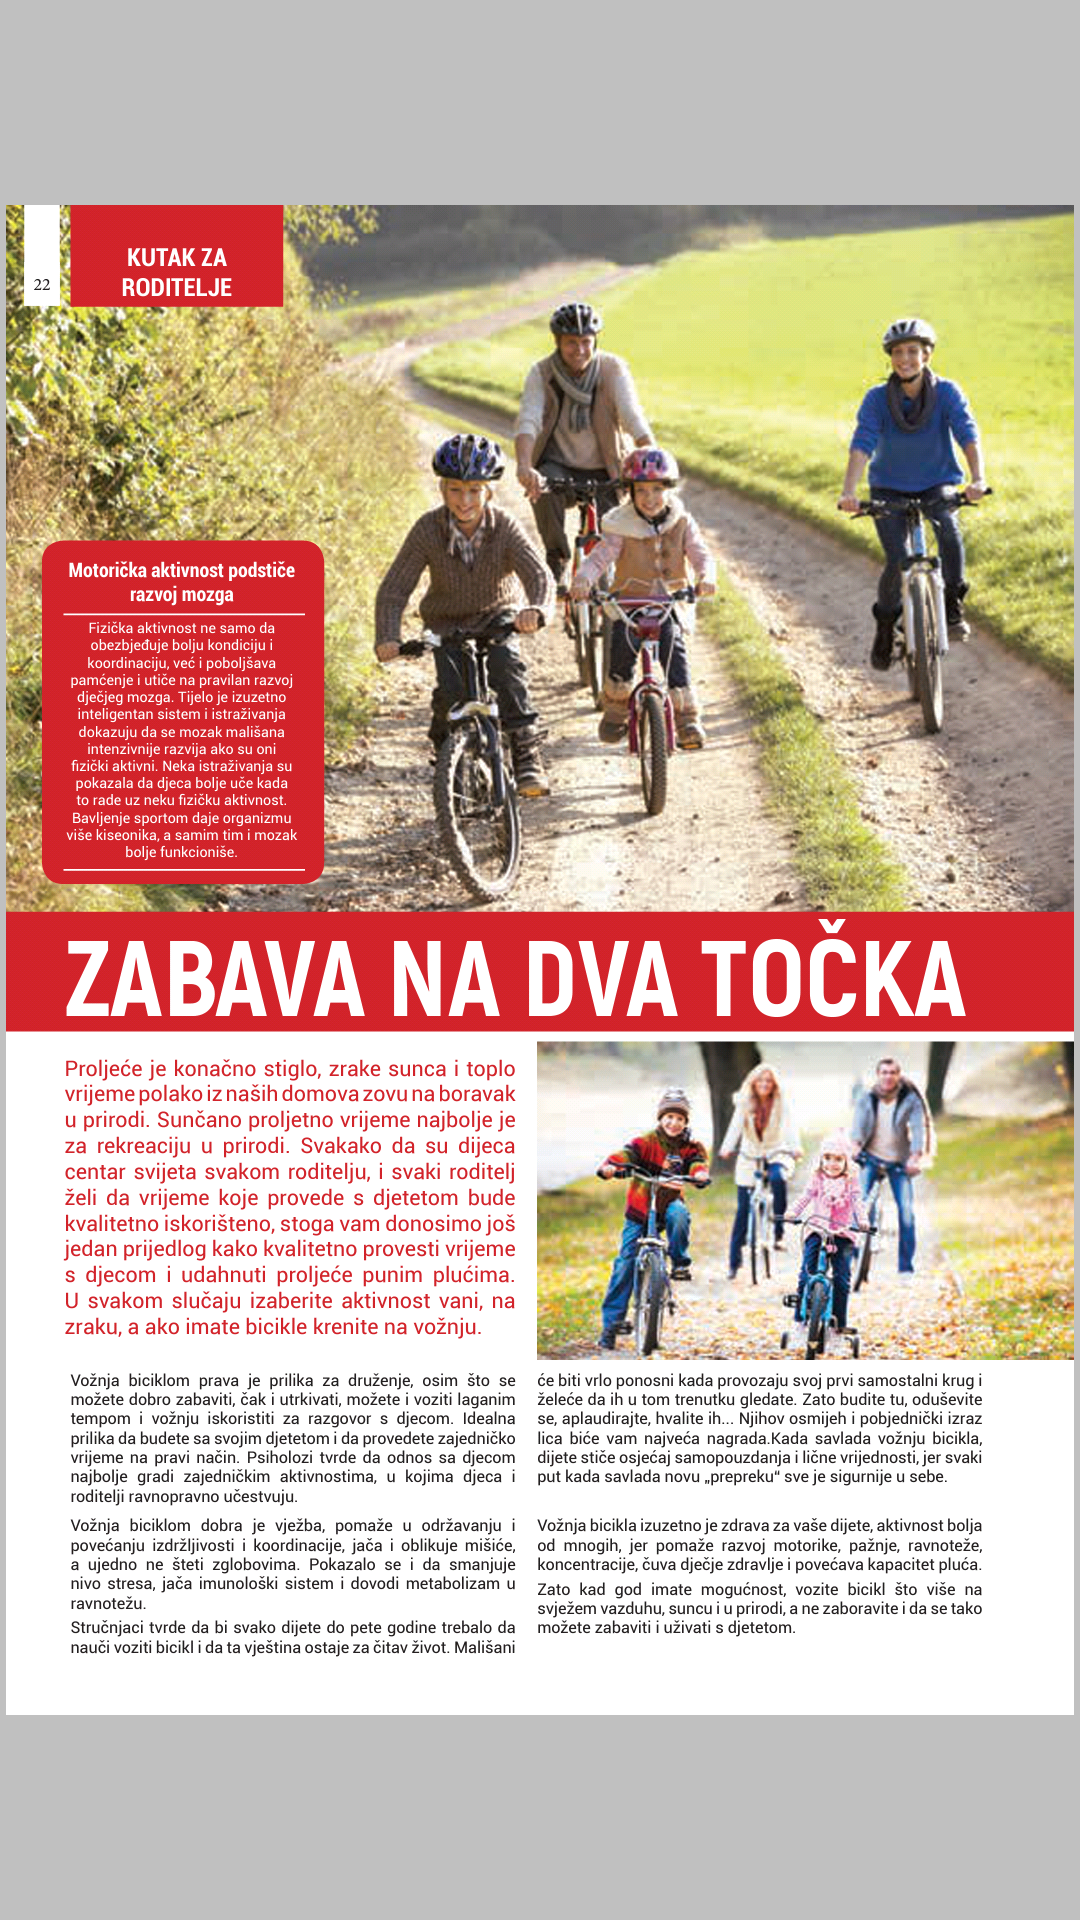 22
KUTAK ZA
RODITELJE
Motorička aktivnost podstiče
razvoj mozga
Fizička aktivnost ne samo da
obezbjeđuje bolju kondiciju i
koordinaciju, već i poboljšava
pamćenje i utiče na pravilan razvoj
dječjeg mozga. Tijelo je izuzetno
inteligentan sistem i istraživanja
dokazuju da se mozak mališana
intenzivnije razvija ako su oni
fizički aktivni. Neka istraživanja su
pokazala da djeca bolje uče kada
to rade uz neku fizičku aktivnost.
Bavljenje sportom daje organizmu
više kiseonika, a samim tim i mozak
bolje funkcioniše.
ZABAVA NA DVA TOČKA
Proljeće je konačno stiglo, zrake sunca i toplo
vrijeme polako iz naših domova zovu na boravak
u prirodi. Sunčano proljetno vrijeme najbolje je
za rekreaciju u prirodi. Svakako da su dijeca
centar svijeta svakom roditelju, i svaki roditelj
želi da vrijeme koje provede s djetetom bude
kvalitetno iskorišteno, stoga vam donosimo još
jedan prijedlog kako kvalitetno provesti vrijeme
s djecom i udahnuti proljeće punim plućima.
U svakom slučaju izaberite aktivnost vani, na
zraku, a ako imate bicikle krenite na vožnju.
Vožnja biciklom prava je prilika za druženje, osim što se
možete dobro zabaviti, čak i utrkivati, možete i voziti laganim
tempom i vožnju iskoristiti za razgovor s djecom. Idealna
prilika da budete sa svojim djetetom i da provedete zajedničko
vrijeme na pravi način. Psiholozi tvrde da odnos sa djecom
najbolje gradi zajedničkim aktivnostima, u kojima djeca i
roditelji ravnopravno učestvuju.
Vožnja biciklom dobra je vježba, pomaže u održavanju i
povećanju izdržljivosti i koordinacije, jača i oblikuje mišiće,
a ujedno ne šteti zglobovima. Pokazalo se i da smanjuje
nivo stresa, jača imunološki sistem i dovodi metabolizam u
ravnotežu.
Stručnjaci tvrde da bi svako dijete do pete godine trebalo da
nauči voziti bicikl i da ta vještina ostaje za čitav život. Mališani
će biti vrlo ponosni kada provozaju svoj prvi samostalni krug i
želeće da ih u tom trenutku gledate. Zato budite tu, oduševite
se, aplaudirajte, hvalite ih... Njihov osmijeh i pobjednički izraz
lica biće vam najveća nagrada.Kada savlada vožnju bicikla,
dijete stiče osjećaj samopouzdanja i lične vrijednosti, jer svaki
put kada savlada novu „prepreku“ sve je sigurnije u sebe.
Vožnja bicikla izuzetno je zdrava za vaše dijete, aktivnost bolja
od mnogih, jer pomaže razvoj motorike, pažnje, ravnoteže,
koncentracije, čuva dječje zdravlje i povećava kapacitet pluća.
Zato kad god imate mogućnost, vozite bicikl što više na
svježem vazduhu, suncu i u prirodi, a ne zaboravite i da se tako
možete zabaviti i uživati s djetetom.